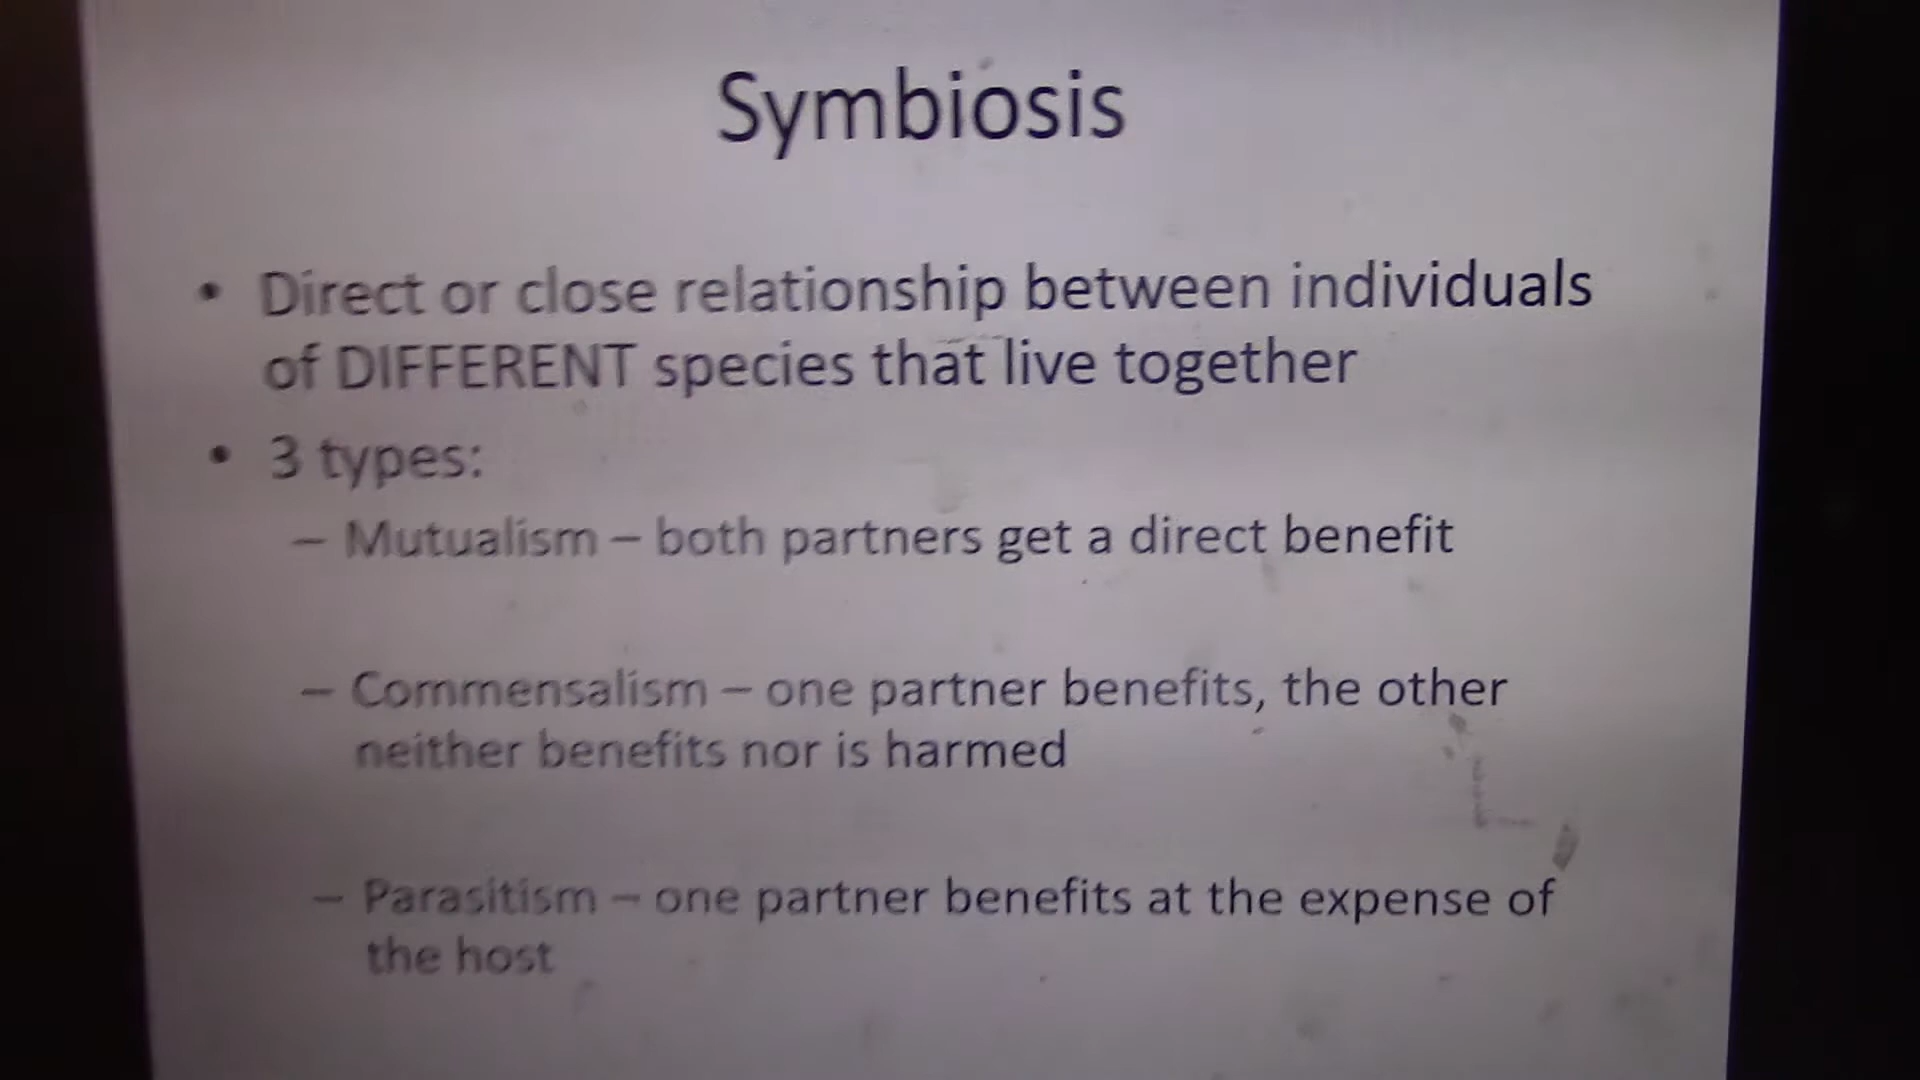 Symbiosis
• Direct or close relationship between individuals
of DIFFERENT species that live together
• 3 types:
– Mutualism – both partners get a direct benefit
– Commensalism – one partner benefits, the other
neither benefits nor is harmed
– Parasitism – one partner benefits at the expense of
the host